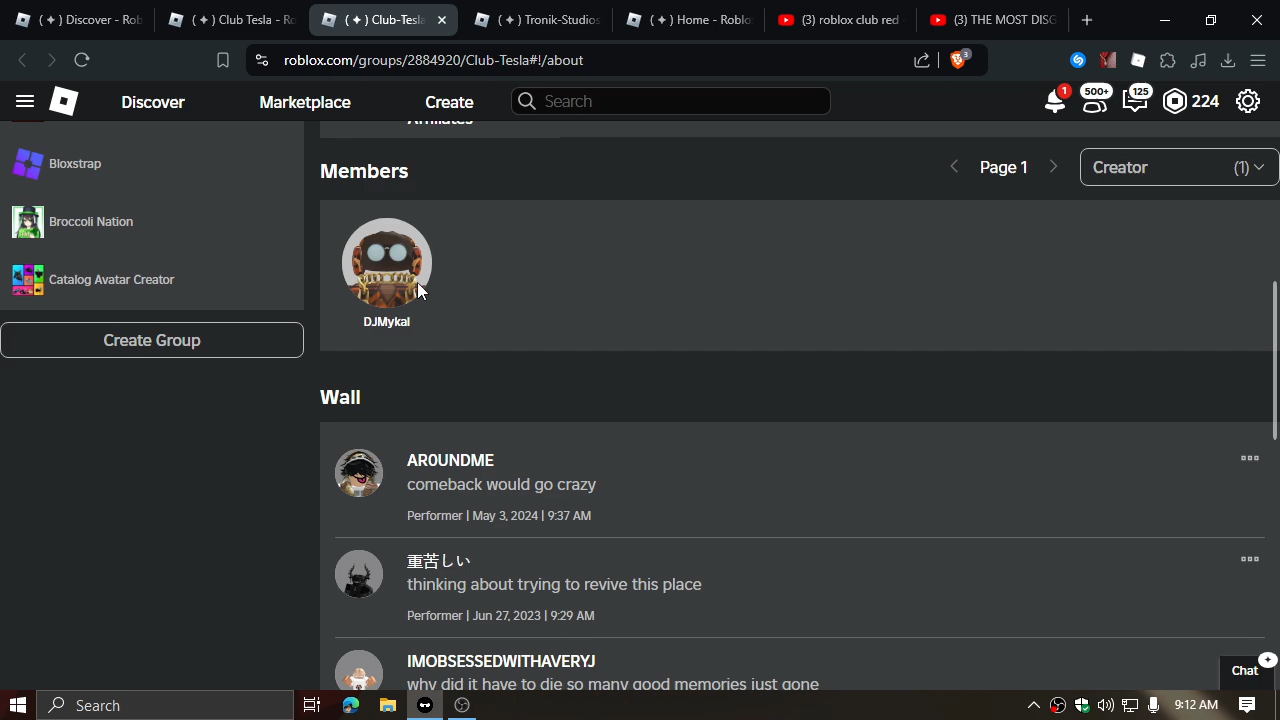 ( ✦ ) Discover - Rob
( ✦ ) Club Tesla - Ro
( ✦ ) Club-Tesla
( ✦ ) Tronik-Studios
( ✦ ) Home - Roblo
(3) roblox club red
(3) THE MOST DISG
roblox.com/groups/2884920/Club-Tesla#!/about
3
Discover
Marketplace
Create
Search
1
500+
125
224
Affiliates
Bloxstrap
Broccoli Nation
Catalog Avatar Creator
Create Group
Members
Page 1
Creator
(1)
DJMykal
Wall
AR0UNDME
comeback would go crazy
Performer | May 3, 2024 | 9:37 AM
重苦しい
thinking about trying to revive this place
Performer | Jun 27, 2023 | 9:29 AM
IMOBSESSEDWITHAVERYJ
why did it have to die so many good memories just gone
Chat
Search
9:12 AM